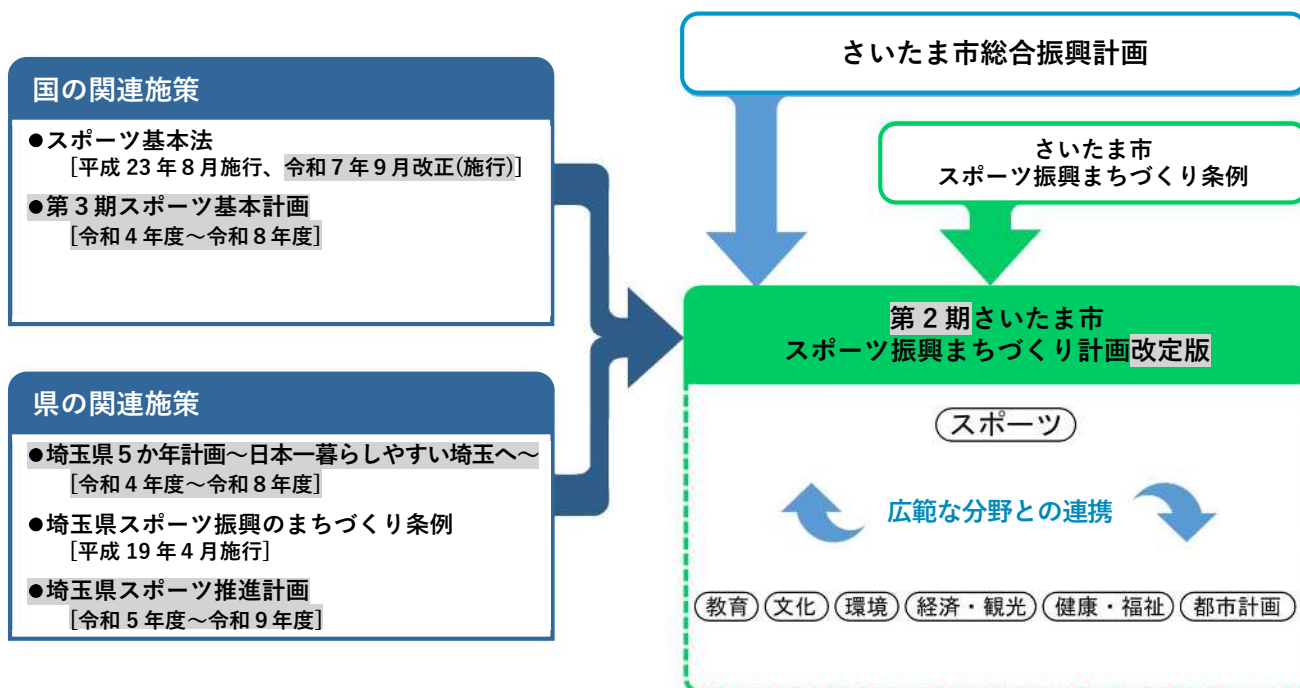 国の関連施策
●スポーツ基本法
[平成 23 年８月施行、令和７年９月改正(施行)]
●第３期スポーツ基本計画
[令和４年度～令和８年度]
県の関連施策
●埼玉県５か年計画～日本一暮らしやすい埼玉へ～
[令和４年度～令和８年度]
●埼玉県スポーツ振興のまちづくり条例
[平成 19 年４月施行]
●埼玉県スポーツ推進計画
[令和５年度～令和９年度]
さいたま市総合振興計画
さいたま市
スポーツ振興まちづくり条例
第２期さいたま市
スポーツ振興まちづくり計画改定版
スポーツ
広範な分野との連携
教育 文化 環境 経済・観光 健康・福祉 都市計画